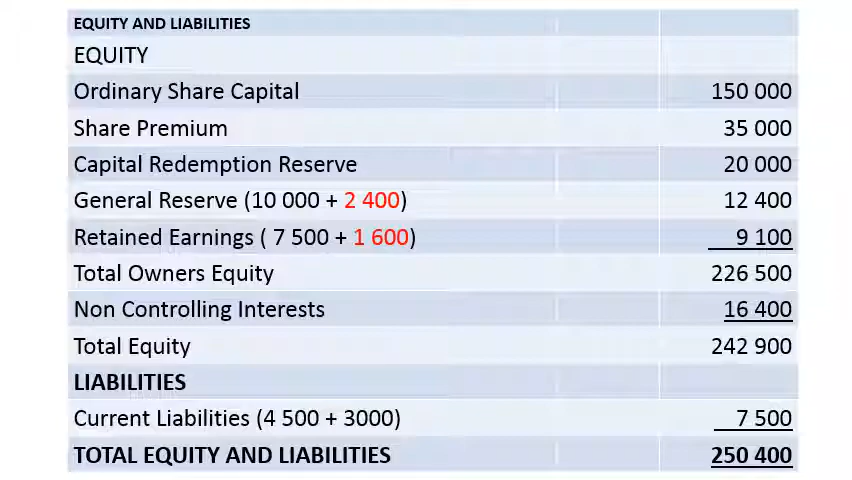 EQUITY AND LIABILITIES
EQUITY
Ordinary Share Capital 150 000
Share Premium 35 000
Capital Redemption Reserve 20 000
General Reserve (10 000 + 2 400) 12 400
Retained Earnings ( 7 500 + 1 600) 9 100
Total Owners Equity 226 500
Non Controlling Interests 16 400
Total Equity 242 900
LIABILITIES
Current Liabilities (4 500 + 3000) 7 500
TOTAL EQUITY AND LIABILITIES 250 400